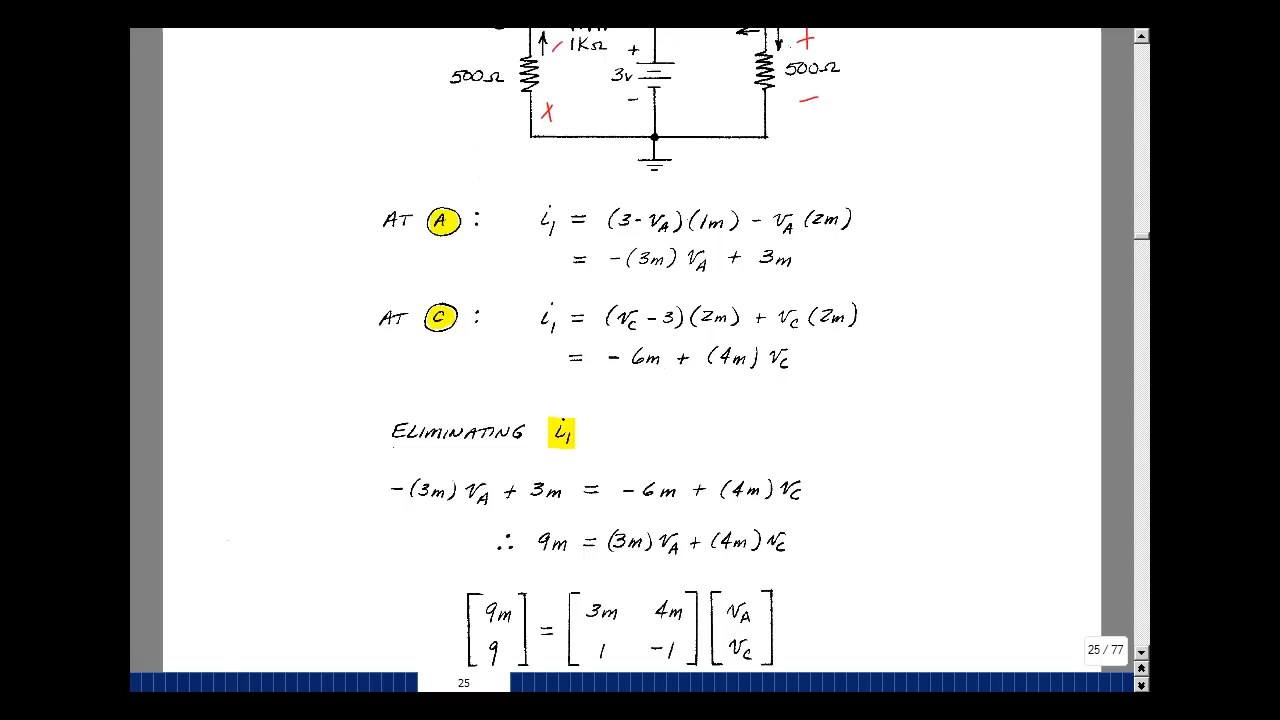 1KΩ
+
+
500Ω
3v
500Ω
-
-
AT A : i₁ = (3-vA)(1m) - vA (2m)
= -(3m) vA + 3m
AT C : i₁ = (vC - 3)(2m) + vC (2m)
= - 6m + (4m) vC
ELIMINATING i₁
-(3m) vA + 3m = -6m + (4m) vC
∴ 9m = (3m) vA + (4m) vC
[9m] = [3m 4m] [vA]
[9] [1 -1] [vC]
25 / 77
25